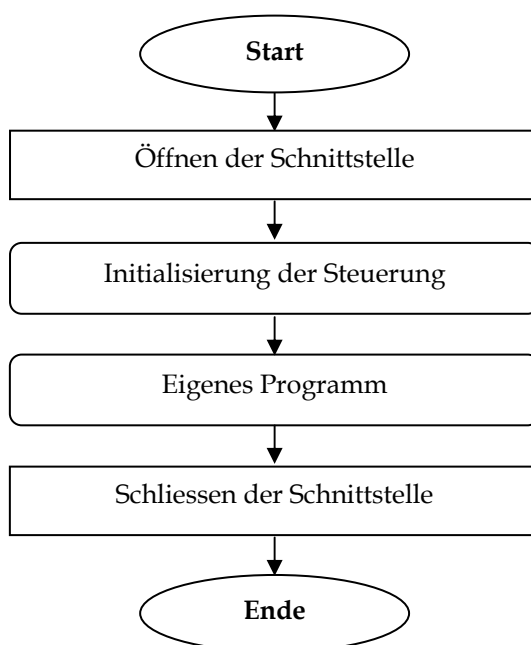 Start
Öffnen der Schnittstelle
Initialisierung der Steuerung
Eigenes Programm
Schliessen der Schnittstelle
Ende